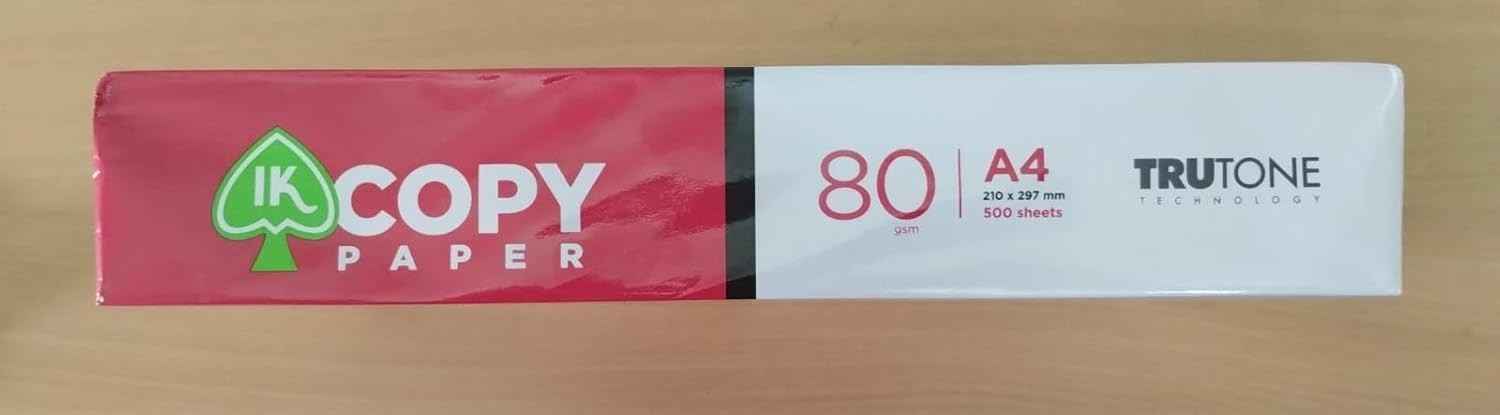 IK
COPY
PAPER
80
gsm
A4
210 x 297 mm
500 sheets
TRUTONE
TECHNOLOGY